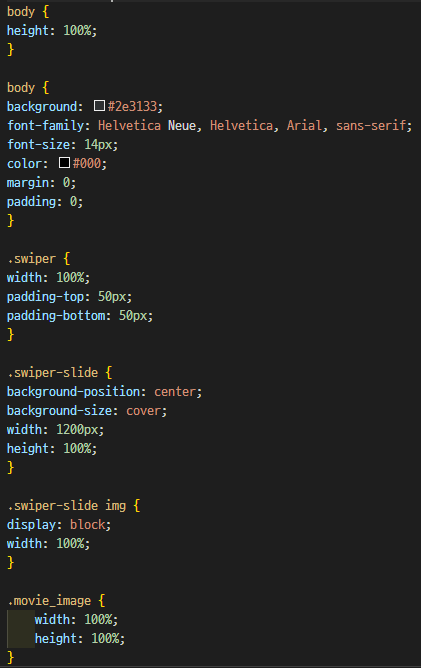 body {
height: 100%;
}
body {
background: #2e3133;
font-family: Helvetica Neue, Helvetica, Arial, sans-serif;
font-size: 14px;
color: #000;
margin: 0;
padding: 0;
}
.swiper {
width: 100%;
padding-top: 50px;
padding-bottom: 50px;
}
.swiper-slide {
background-position: center;
background-size: cover;
width: 1200px;
height: 100%;
}
.swiper-slide img {
display: block;
width: 100%;
}
.movie_image {
    width: 100%;
    height: 100%;
}